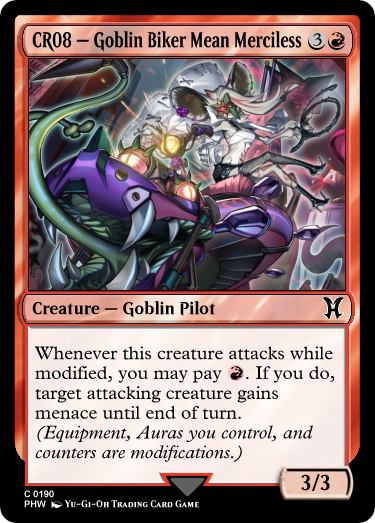 CR08 – Goblin Biker Mean Merciless 3
Creature — Goblin Pilot
Whenever this creature attacks while
modified, you may pay . If you do,
target attacking creature gains
menace until end of turn.
(Equipment, Auras you control, and
counters are modifications.)
3/3
C 0190
PHW Yu-Gi-Oh Trading Card Game